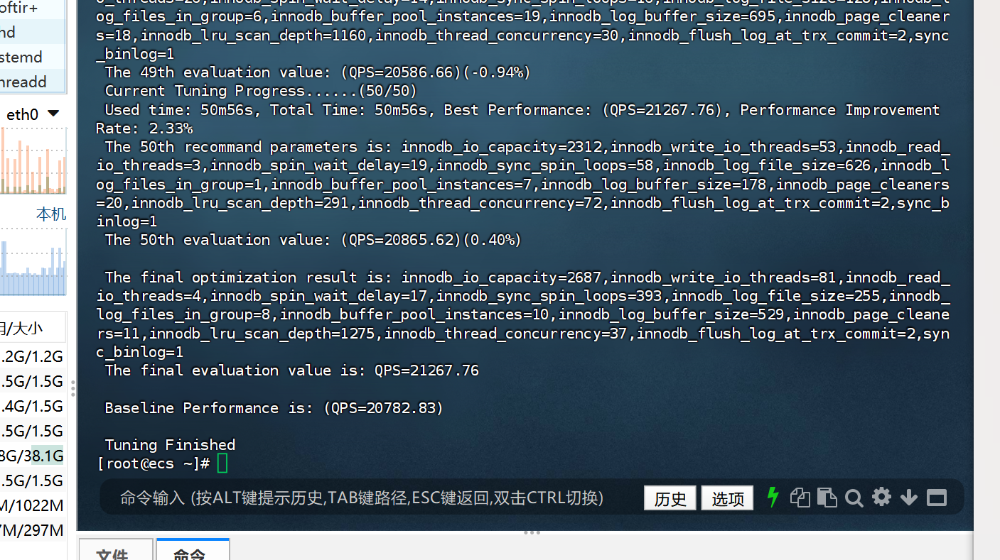 oftir+
nd
stemd
hreadd
eth0
本机
/大小
.2G/1.2G
.5G/1.5G
.4G/1.5G
.5G/1.5G
8G/38.1G
.5G/1.5G
M/1022M
7M/297M
og_files_in_group=6,innodb_buffer_pool_instances=19,innodb_log_buffer_size=695,innodb_page_cleaner
s=18,innodb_lru_scan_depth=1160,innodb_thread_concurrency=30,innodb_flush_log_at_trx_commit=2,sync
_binlog=1
The 49th evaluation value: (QPS=20586.66)(-0.94%)
Current Tuning Progress......(50/50)
Used time: 50m56s, Total Time: 50m56s, Best Performance: (QPS=21267.76), Performance Improvement
Rate: 2.33%
The 50th recommand parameters is: innodb_io_capacity=2312,innodb_write_io_threads=53,innodb_read_
io_threads=3,innodb_spin_wait_delay=19,innodb_sync_spin_loops=58,innodb_log_file_size=626,innodb_l
og_files_in_group=1,innodb_buffer_pool_instances=7,innodb_log_buffer_size=178,innodb_page_cleaners
=20,innodb_lru_scan_depth=291,innodb_thread_concurrency=72,innodb_flush_log_at_trx_commit=2,sync_b
inlog=1
The 50th evaluation value: (QPS=20865.62)(0.40%)
The final optimization result is: innodb_io_capacity=2687,innodb_write_io_threads=81,innodb_read_
io_threads=4,innodb_spin_wait_delay=17,innodb_sync_spin_loops=393,innodb_log_file_size=255,innodb_
log_files_in_group=8,innodb_buffer_pool_instances=10,innodb_log_buffer_size=529,innodb_page_cleane
rs=11,innodb_lru_scan_depth=1275,innodb_thread_concurrency=37,innodb_flush_log_at_trx_commit=2,syn
c_binlog=1
The final evaluation value is: QPS=21267.76
Baseline Performance is: (QPS=20782.83)
Tuning Finished
[root@ecs ~]#
命令输入 (按ALT键提示历史,TAB键路径,ESC键返回,双击CTRL切换)
历史
选项
文件
命令